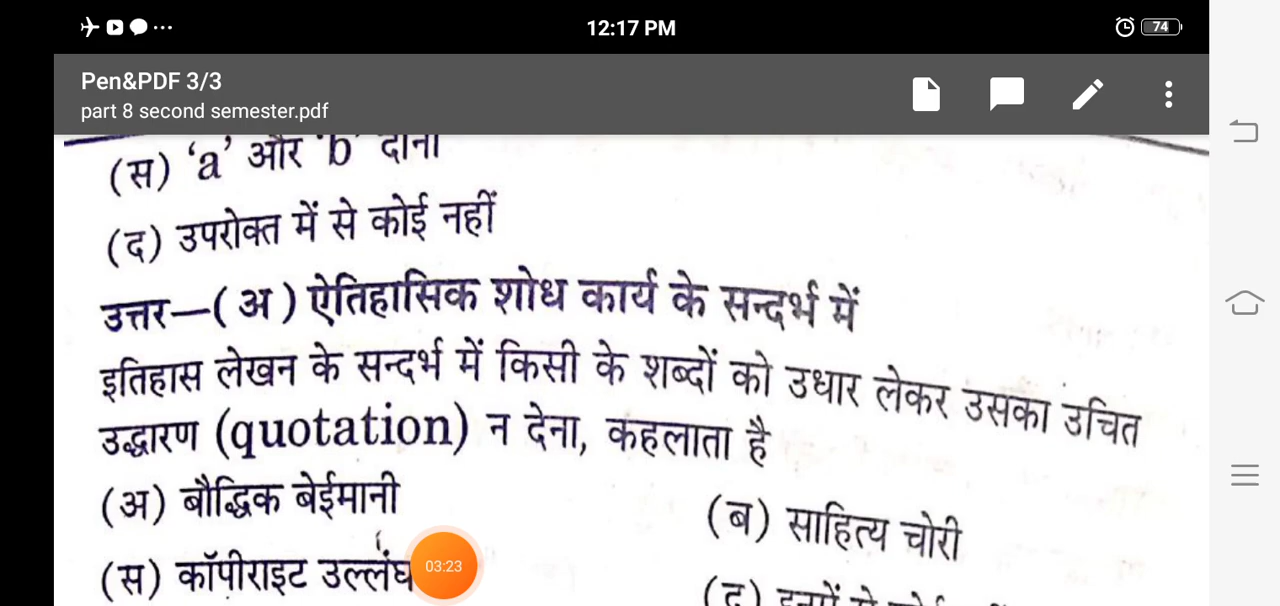 12:17 PM
74
Pen&PDF 3/3
part 8 second semester.pdf
(स) 'a' और 'b' दोनों
(द) उपरोक्त में से कोई नहीं
उत्तर—(अ) ऐतिहासिक शोध कार्य के सन्दर्भ में
इतिहास लेखन के सन्दर्भ में किसी के शब्दों को उधार लेकर उसका उचित
उद्धारण (quotation) न देना, कहलाता है
(अ) बौद्धिक बेईमानी
(ब) साहित्य चोरी
(स) कॉपीराइट
03:23
(द) इनमें से